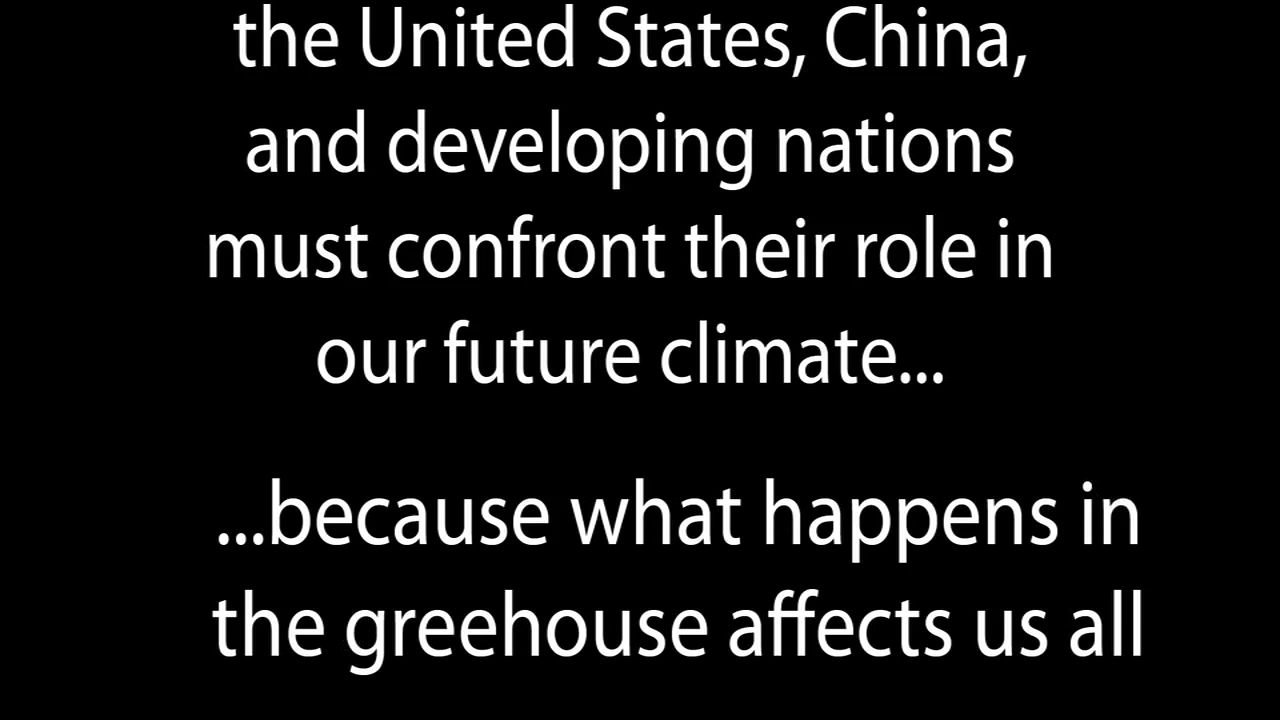 the United States, China,
and developing nations
must confront their role in
our future climate...
...because what happens in
the greehouse affects us all